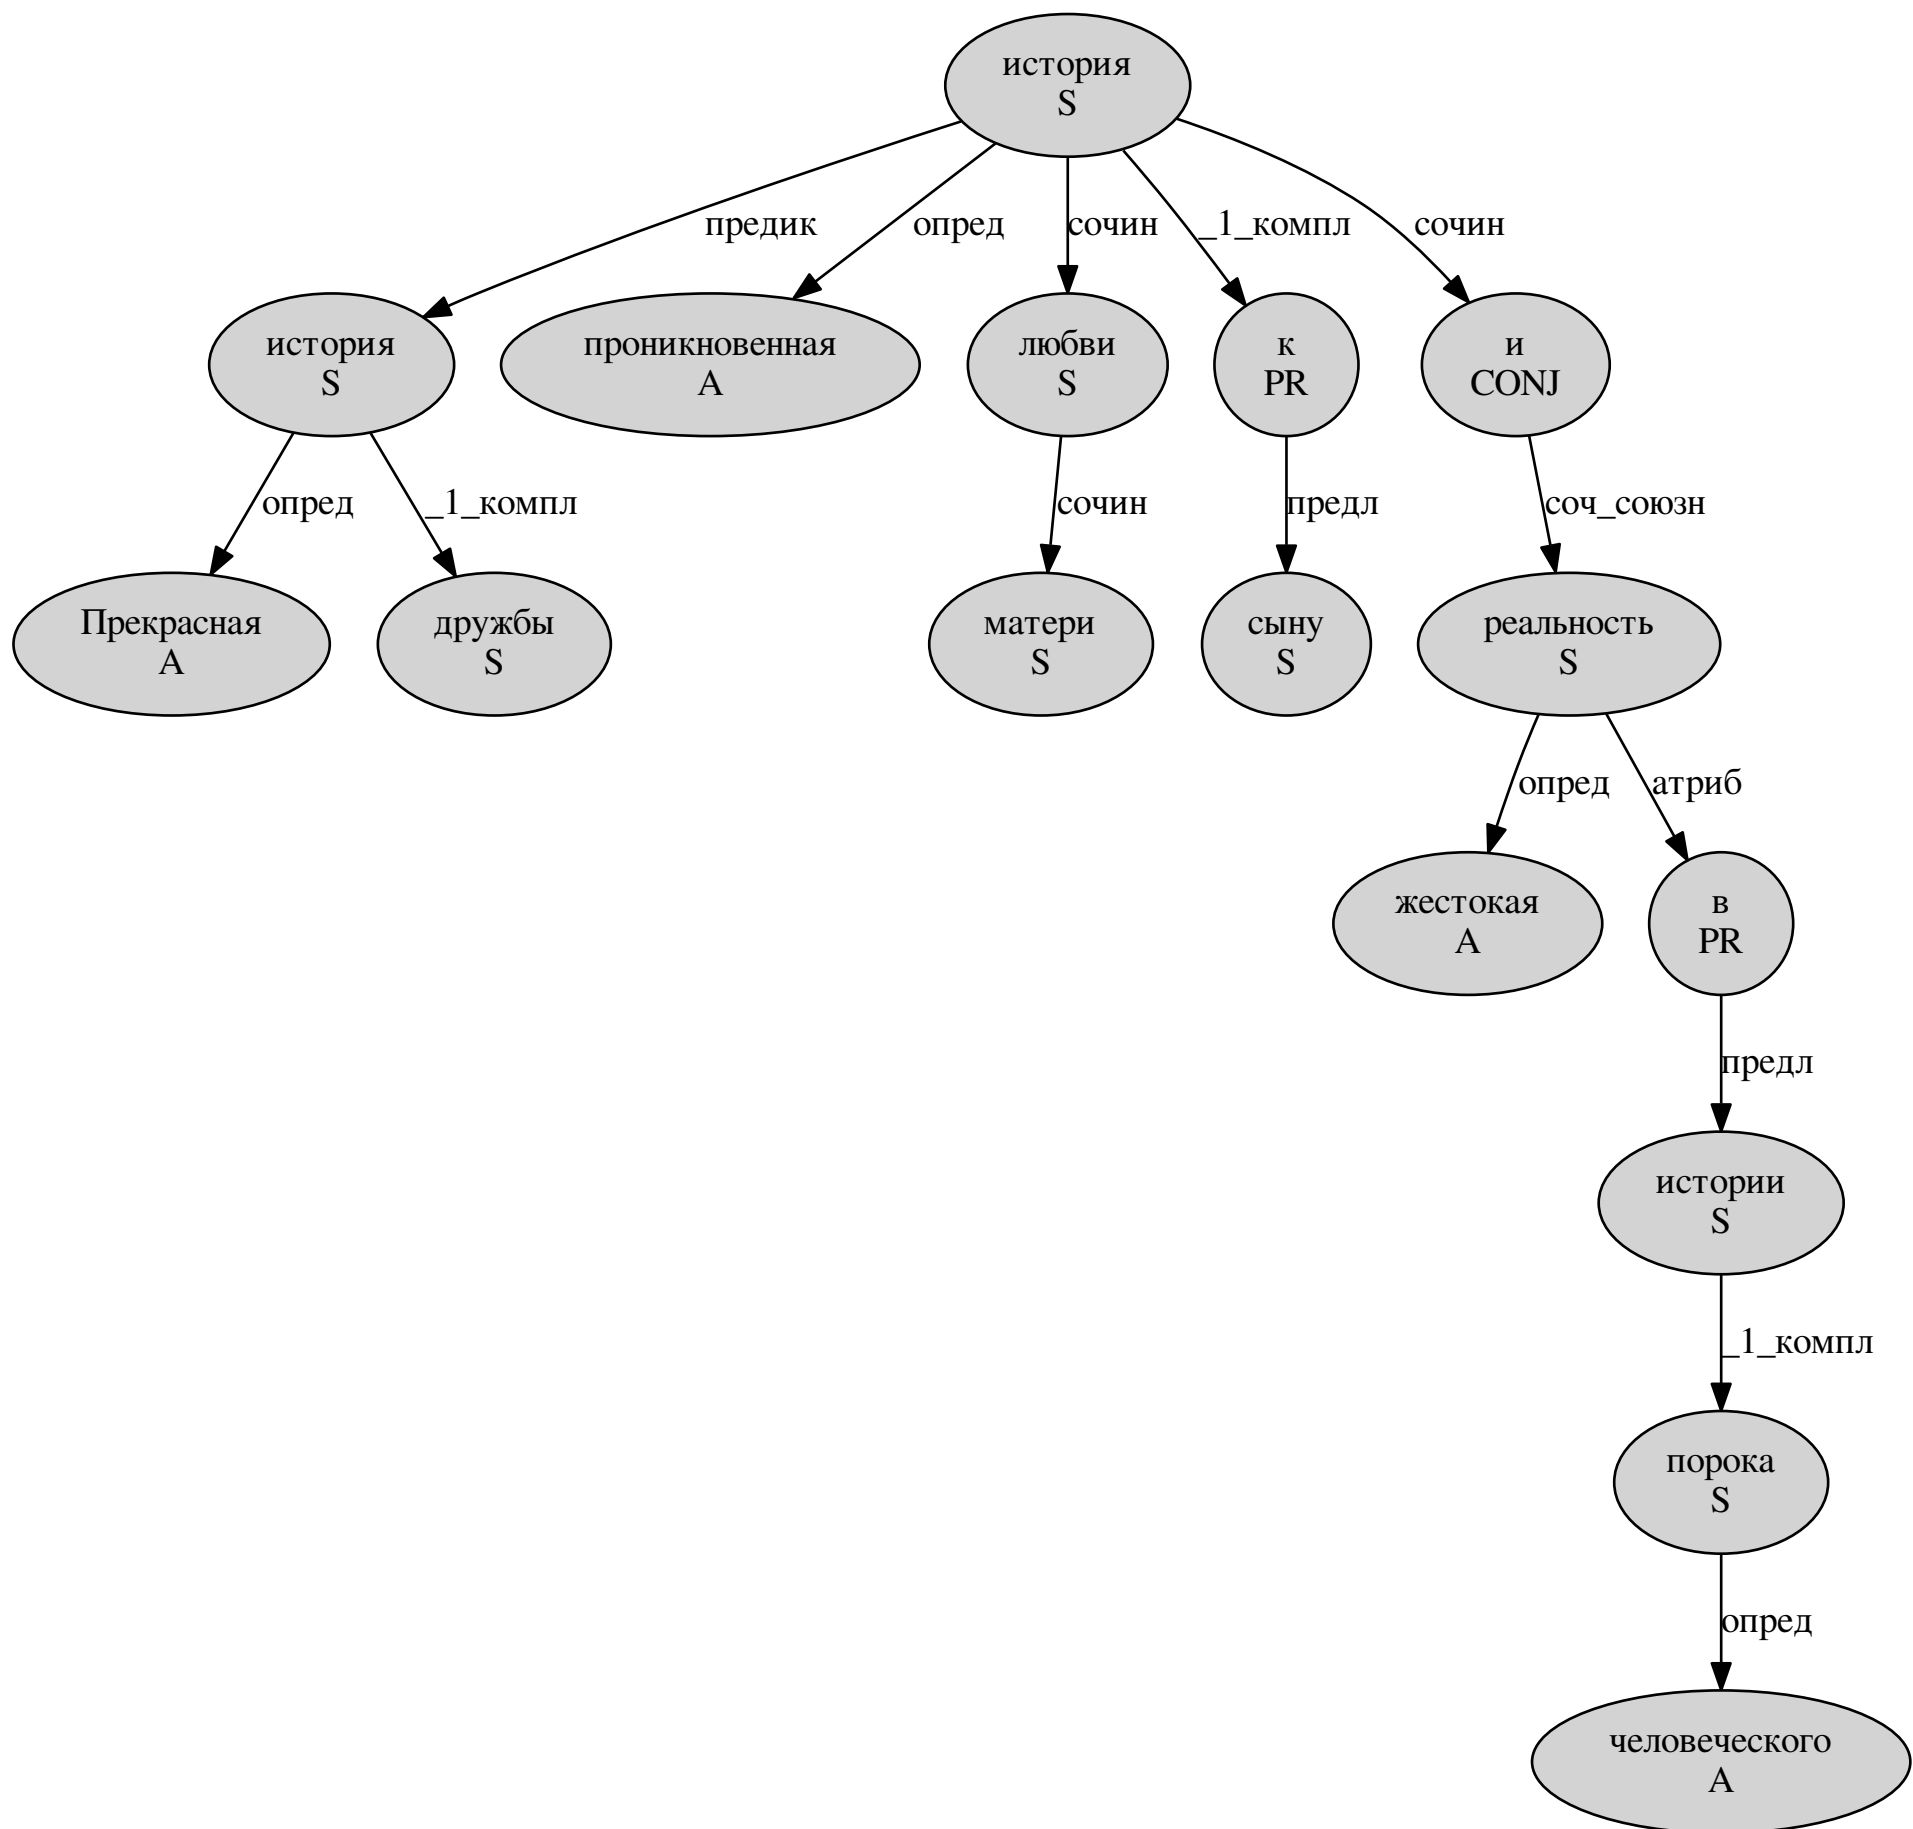 история
S
предик
опред
сочин
_1_компл
сочин
история
S
проникновенная
A
любви
S
к
PR
и
CONJ
опред
_1_компл
сочин
предл
соч_союзн
Прекрасная
A
дружбы
S
матери
S
сыну
S
реальность
S
опред
атриб
жестокая
A
в
PR
предл
истории
S
_1_компл
порока
S
опред
человеческого
A